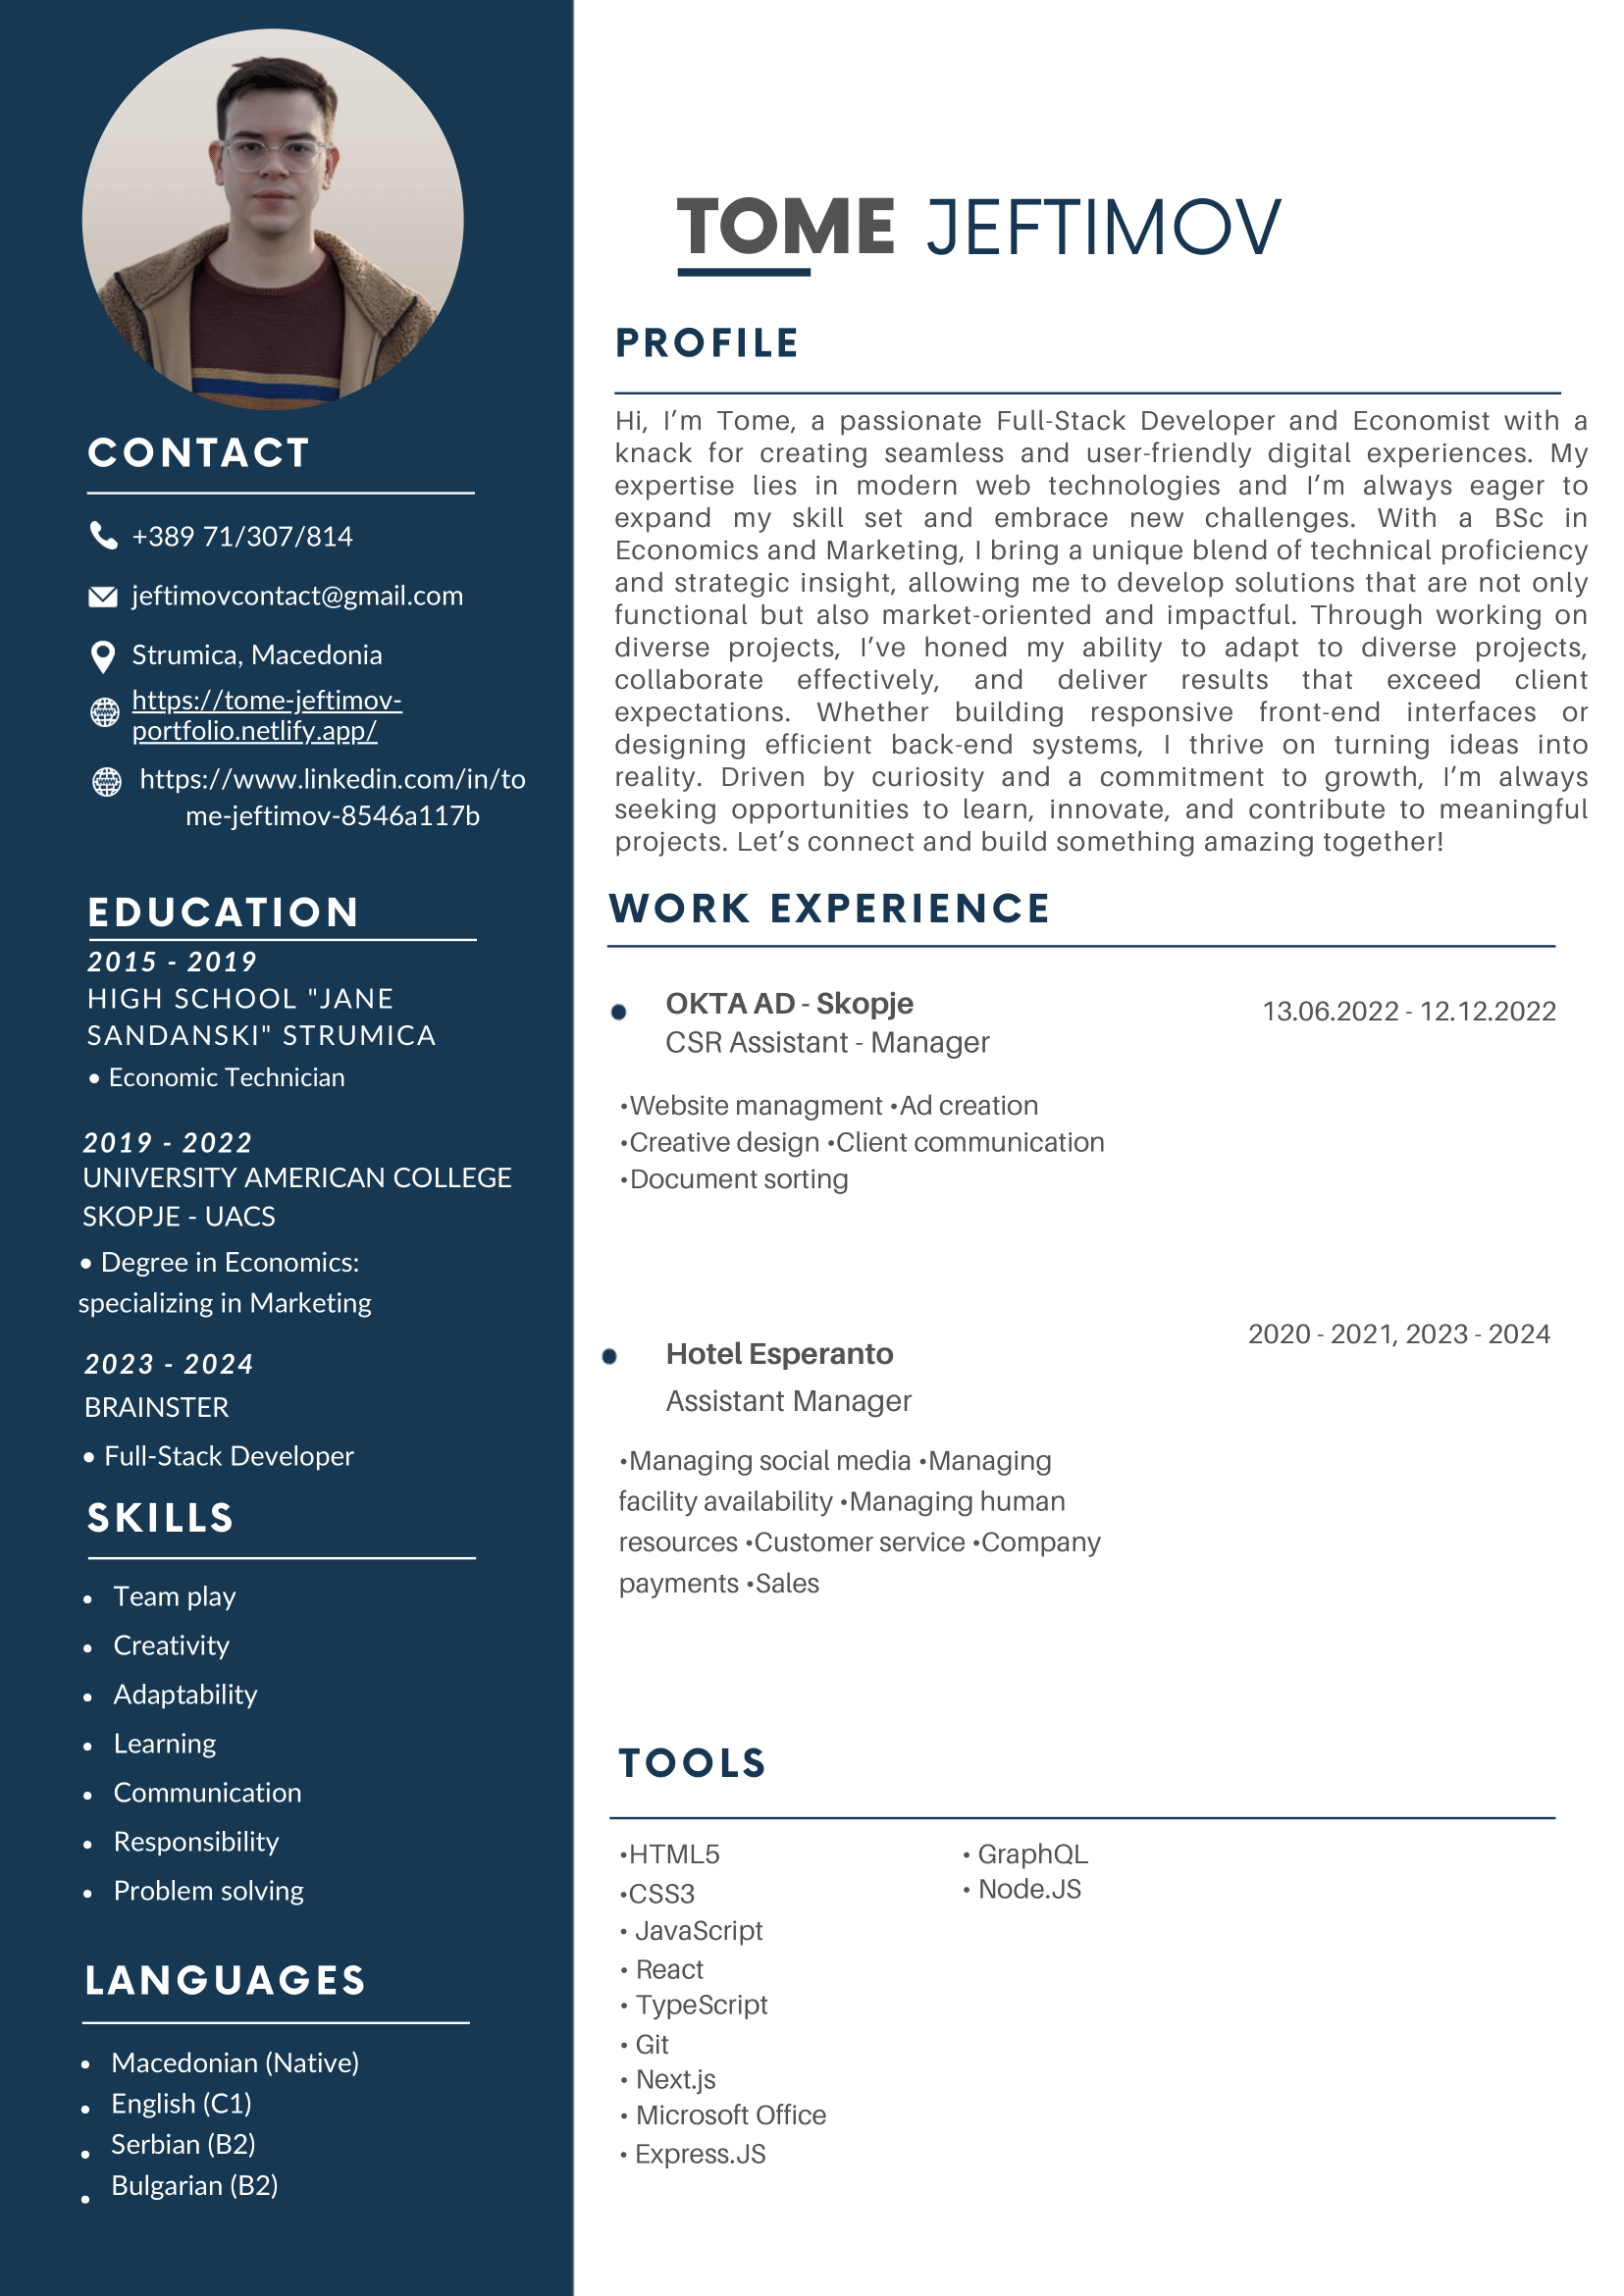 TOME JEFTIMOV
CONTACT
+389 71/307/814
jeftimovcontact@gmail.com
Strumica, Macedonia
https://tome-jeftimov-
portfolio.netlify.app/
https://www.linkedin.com/in/to
me-jeftimov-8546a117b
EDUCATION
2015 - 2019
HIGH SCHOOL "JANE
SANDANSKI" STRUMICA
• Economic Technician
2019 - 2022
UNIVERSITY AMERICAN COLLEGE
SKOPJE - UACS
• Degree in Economics:
specializing in Marketing
2023 - 2024
BRAINSTER
• Full-Stack Developer
SKILLS
• Team play
• Creativity
• Adaptability
• Learning
• Communication
• Responsibility
• Problem solving
LANGUAGES
• Macedonian (Native)
• English (C1)
• Serbian (B2)
• Bulgarian (B2)
PROFILE
Hi, I’m Tome, a passionate Full-Stack Developer and Economist with a
knack for creating seamless and user-friendly digital experiences. My
expertise lies in modern web technologies and I’m always eager to
expand my skill set and embrace new challenges. With a BSc in
Economics and Marketing, I bring a unique blend of technical proficiency
and strategic insight, allowing me to develop solutions that are not only
functional but also market-oriented and impactful. Through working on
diverse projects, I’ve honed my ability to adapt to diverse projects,
collaborate effectively, and deliver results that exceed client
expectations. Whether building responsive front-end interfaces or
designing efficient back-end systems, I thrive on turning ideas into
reality. Driven by curiosity and a commitment to growth, I’m always
seeking opportunities to learn, innovate, and contribute to meaningful
projects. Let’s connect and build something amazing together!
WORK EXPERIENCE
• OKTA AD - Skopje 13.06.2022 - 12.12.2022
CSR Assistant - Manager
•Website managment •Ad creation
•Creative design •Client communication
•Document sorting
2020 - 2021, 2023 - 2024
• Hotel Esperanto
Assistant Manager
•Managing social media •Managing
facility availability •Managing human
resources •Customer service •Company
payments •Sales
TOOLS
•HTML5
•CSS3
• JavaScript
• React
• TypeScript
• Git
• Next.js
• Microsoft Office
• Express.JS
• GraphQL
• Node.JS